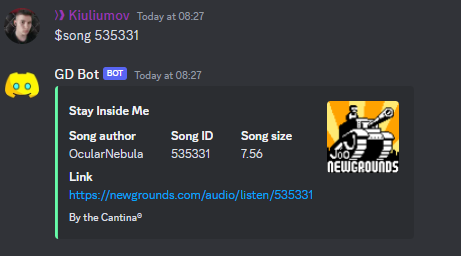 Kiuliumov Today at 08:27
$song 535331
GD Bot BOT Today at 08:27
Stay Inside Me
Song author Song ID Song size
OcularNebula 535331 7.56
Link
https://newgrounds.com/audio/listen/535331
By the Cantina®
NEWGROUNDS